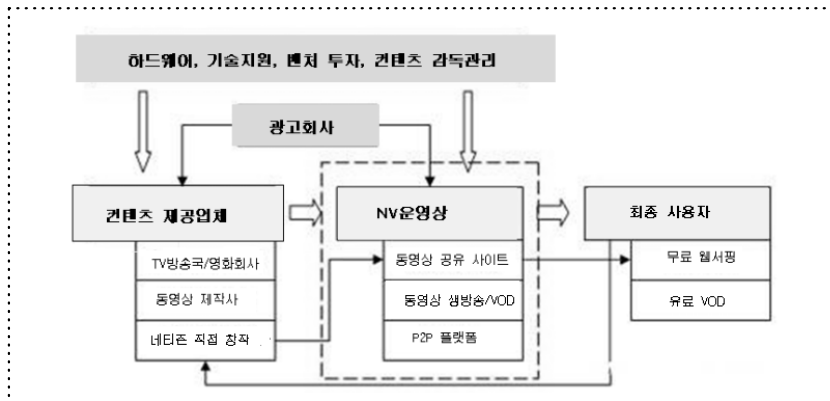 하드웨어, 기술지원, 벤처 투자, 컨텐츠 감독관리
광고회사
컨텐츠 제공업체
TV방송국/영화회사
동영상 제작사
네티즌 직접 창작
NV운영상
동영상 공유 사이트
동영상 생방송/VOD
P2P 플랫폼
최종 사용자
무료 웹서핑
유료 VOD